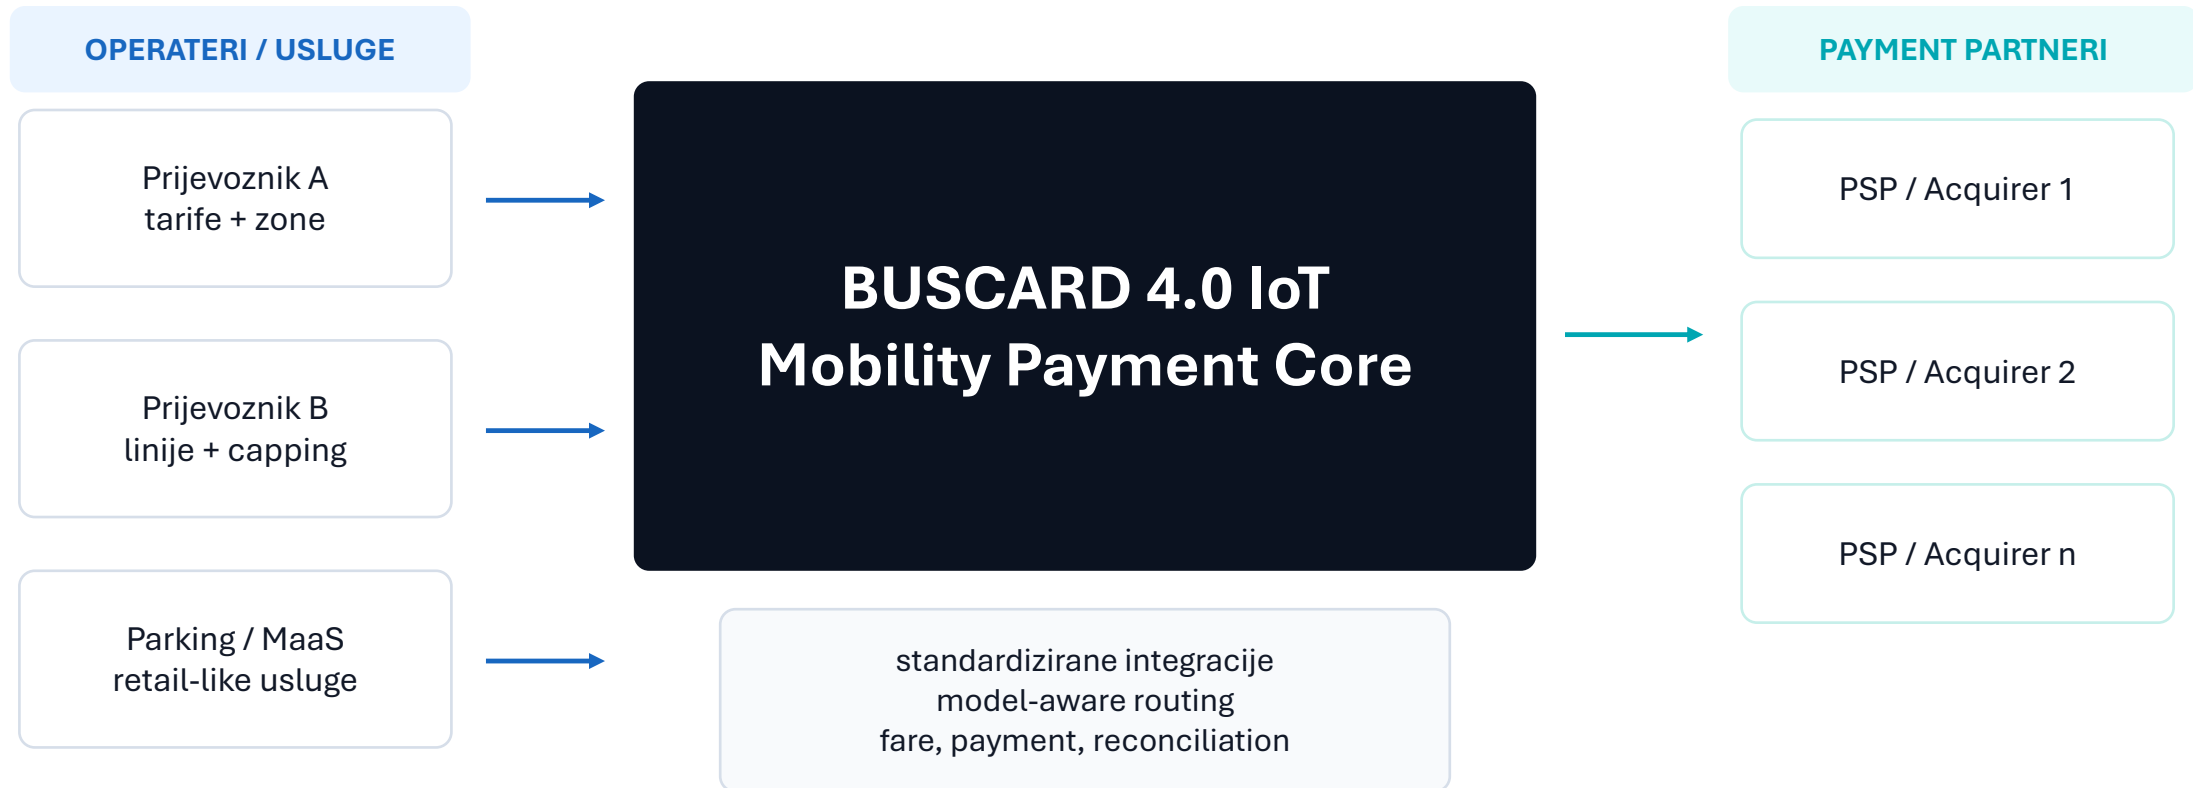 OPERATERI / USLUGE
Prijevoznik A
tarife + zone
Prijevoznik B
linije + capping
Parking / MaaS
retail-like usluge
BUSCARD 4.0 IoT
Mobility Payment Core
standardizirane integracije
model-aware routing
fare, payment, reconciliation
PAYMENT PARTNERI
PSP / Acquirer 1
PSP / Acquirer 2
PSP / Acquirer n